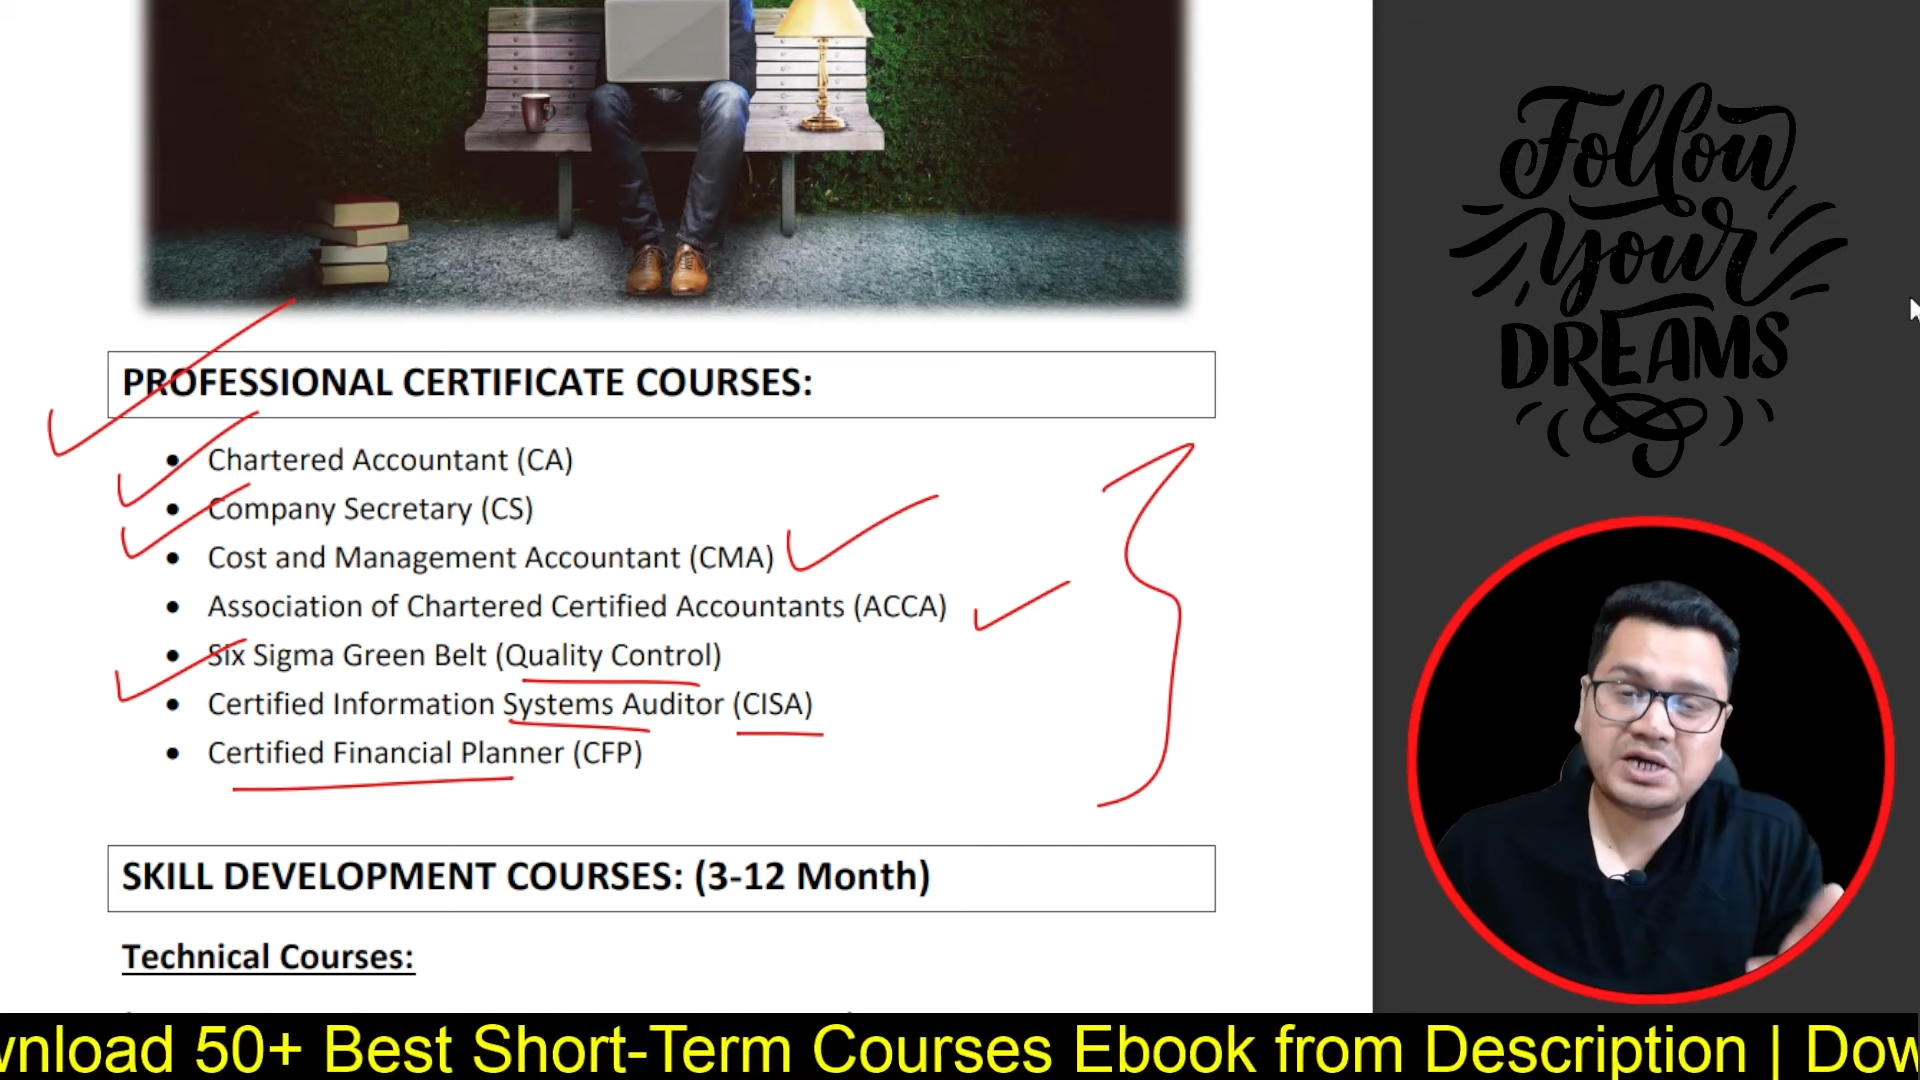 Follow
Your
DREAMS
PROFESSIONAL CERTIFICATE COURSES:
Chartered Accountant (CA)
Company Secretary (CS)
Cost and Management Accountant (CMA)
Association of Chartered Certified Accountants (ACCA)
Six Sigma Green Belt (Quality Control)
Certified Information Systems Auditor (CISA)
Certified Financial Planner (CFP)
SKILL DEVELOPMENT COURSES: (3-12 Month)
Technical Courses:
wnload 50+ Best Short-Term Courses Ebook from Description | Dow